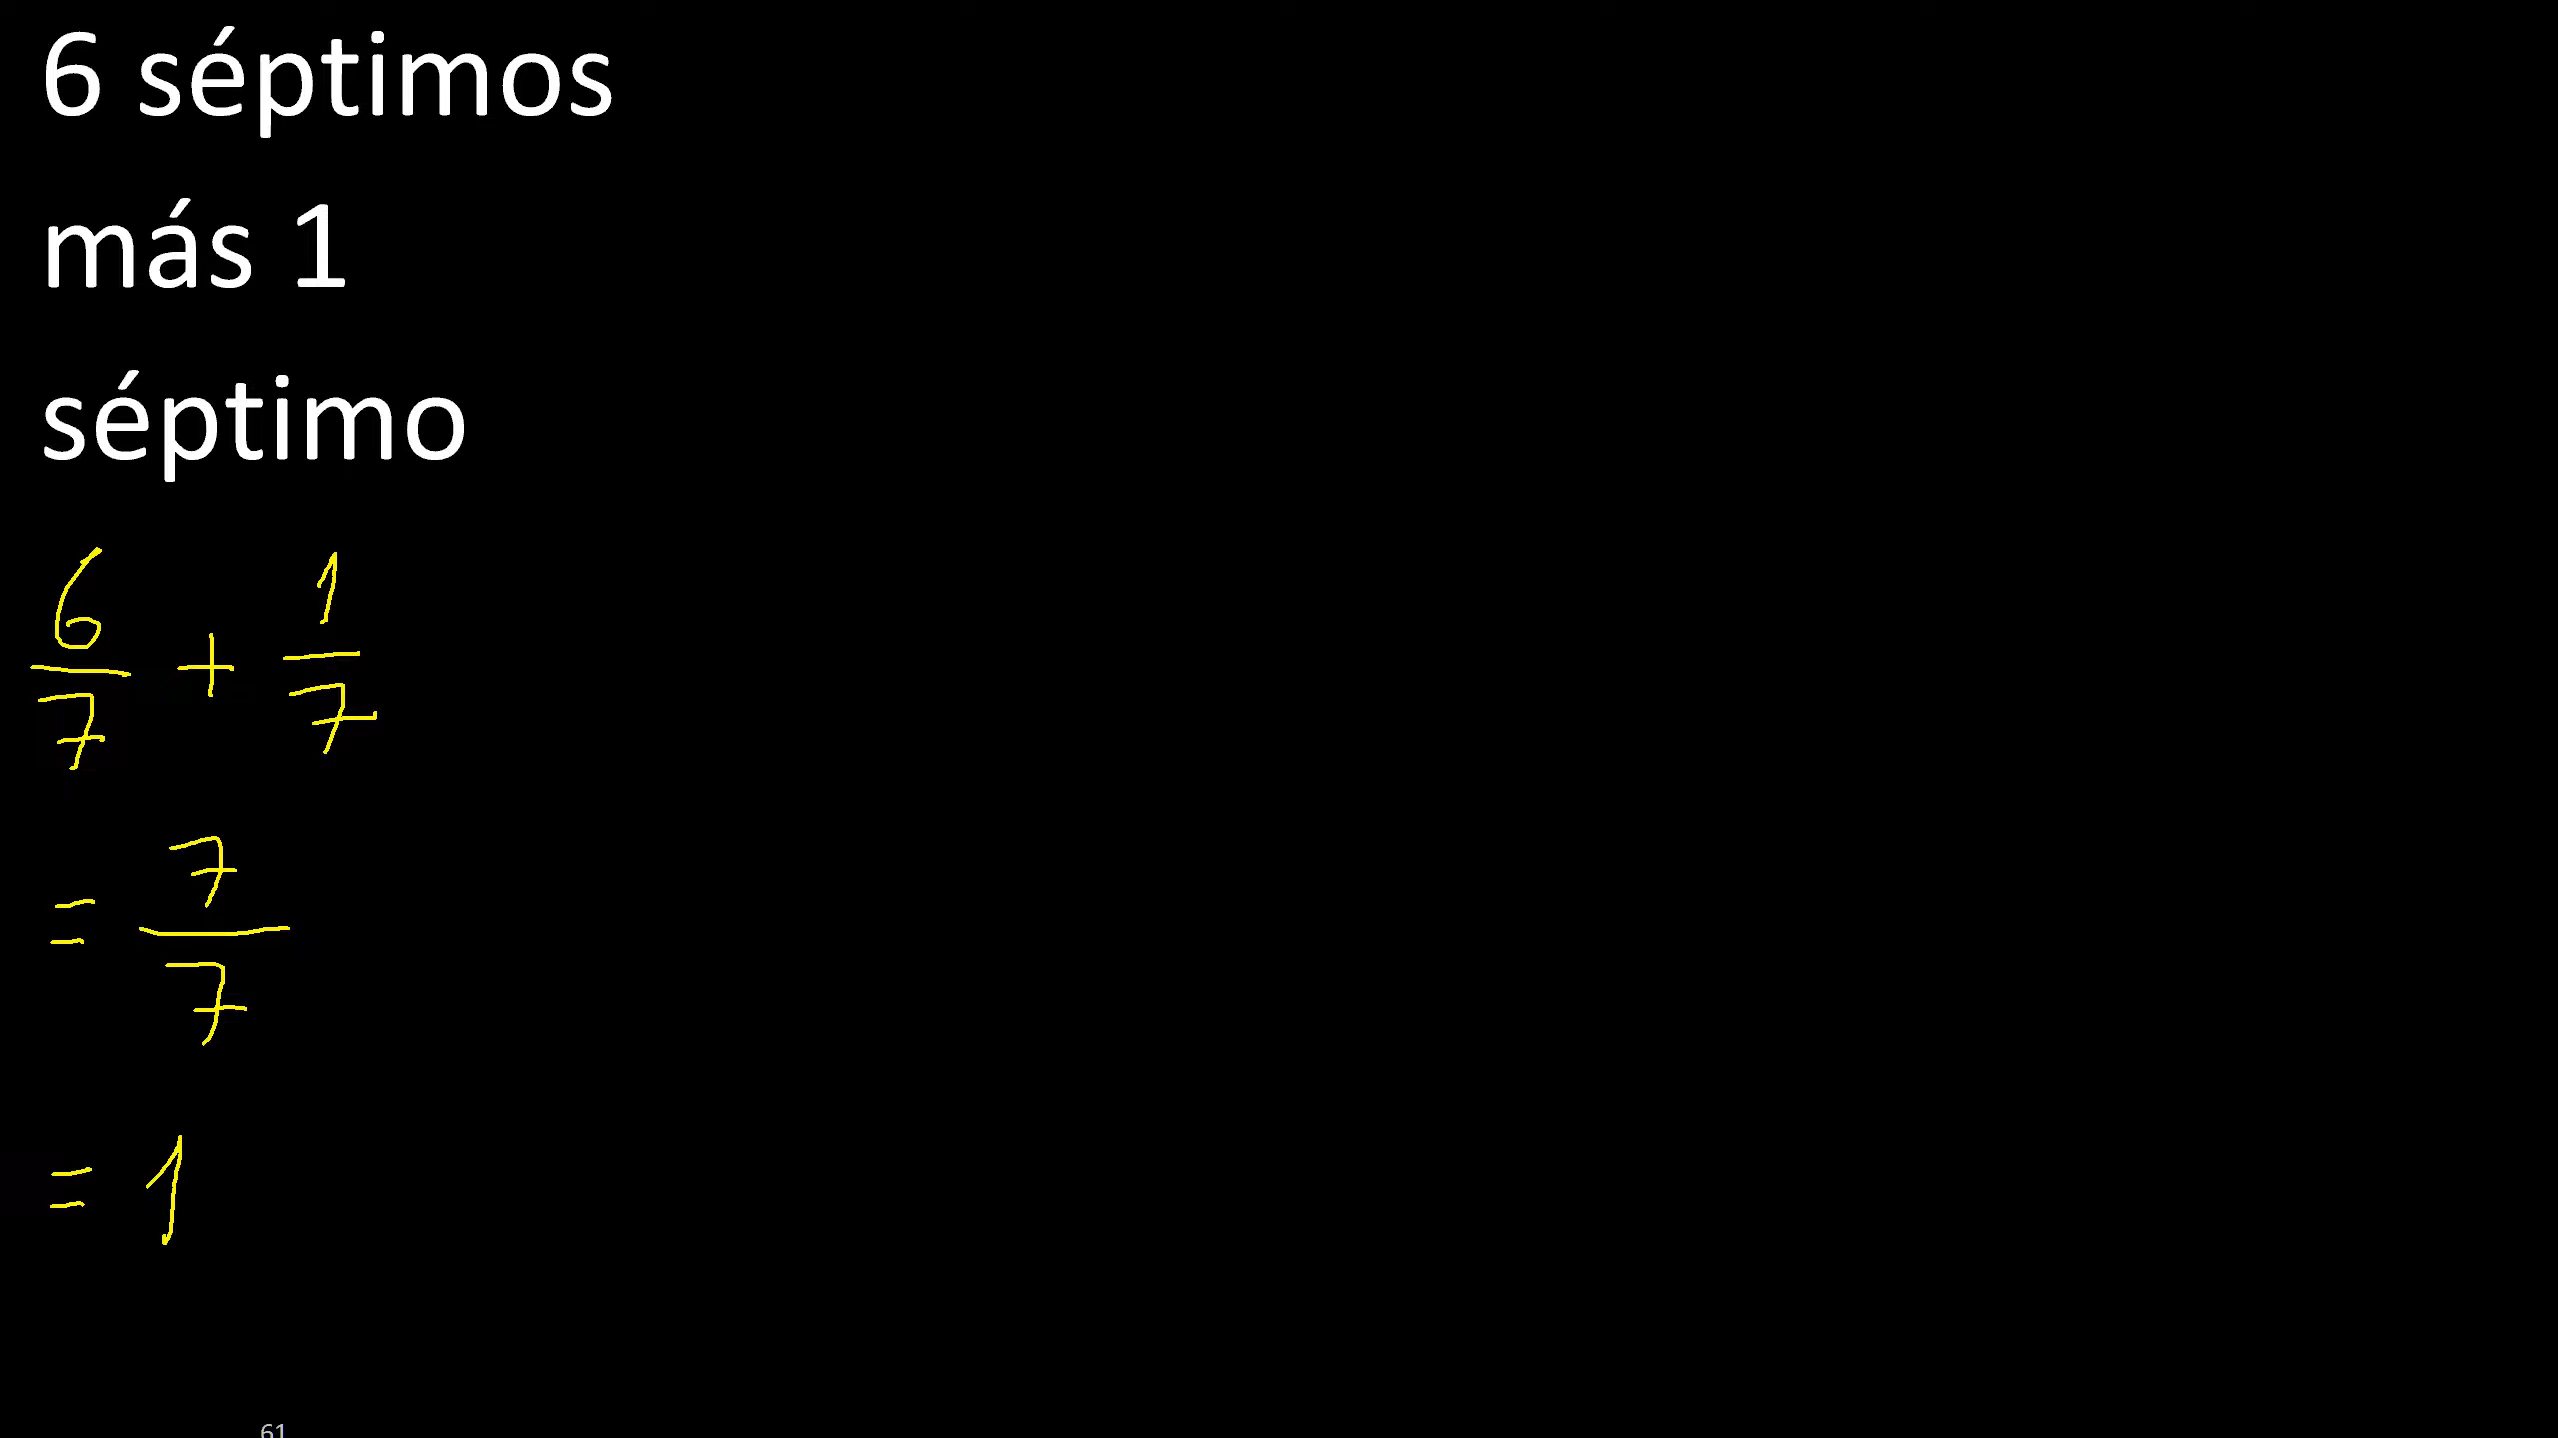 6 séptimos
más 1
séptimo
6/7 + 1/7
= 7/7
= 1
61